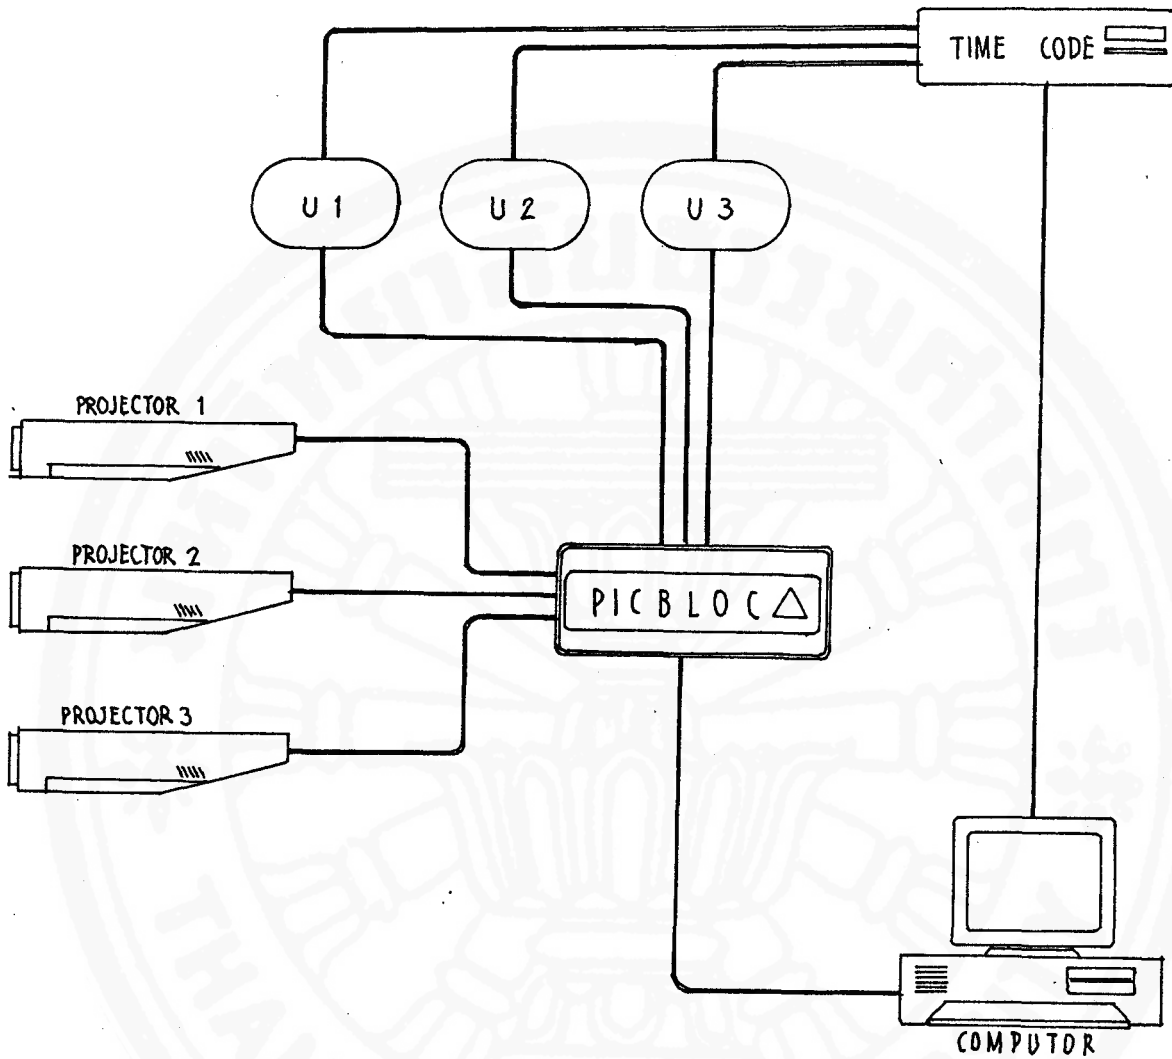 TIME CODE
U 1
U 2
U 3
PROJECTOR 1
PROJECTOR 2
PICBLOC
PROJECTOR 3
COMPUTOR